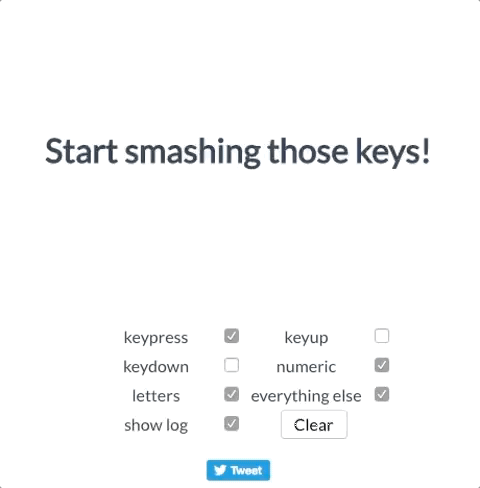 Start smashing those keys!
keypress keyup
keydown numeric
letters everything else
show log Clear
Tweet